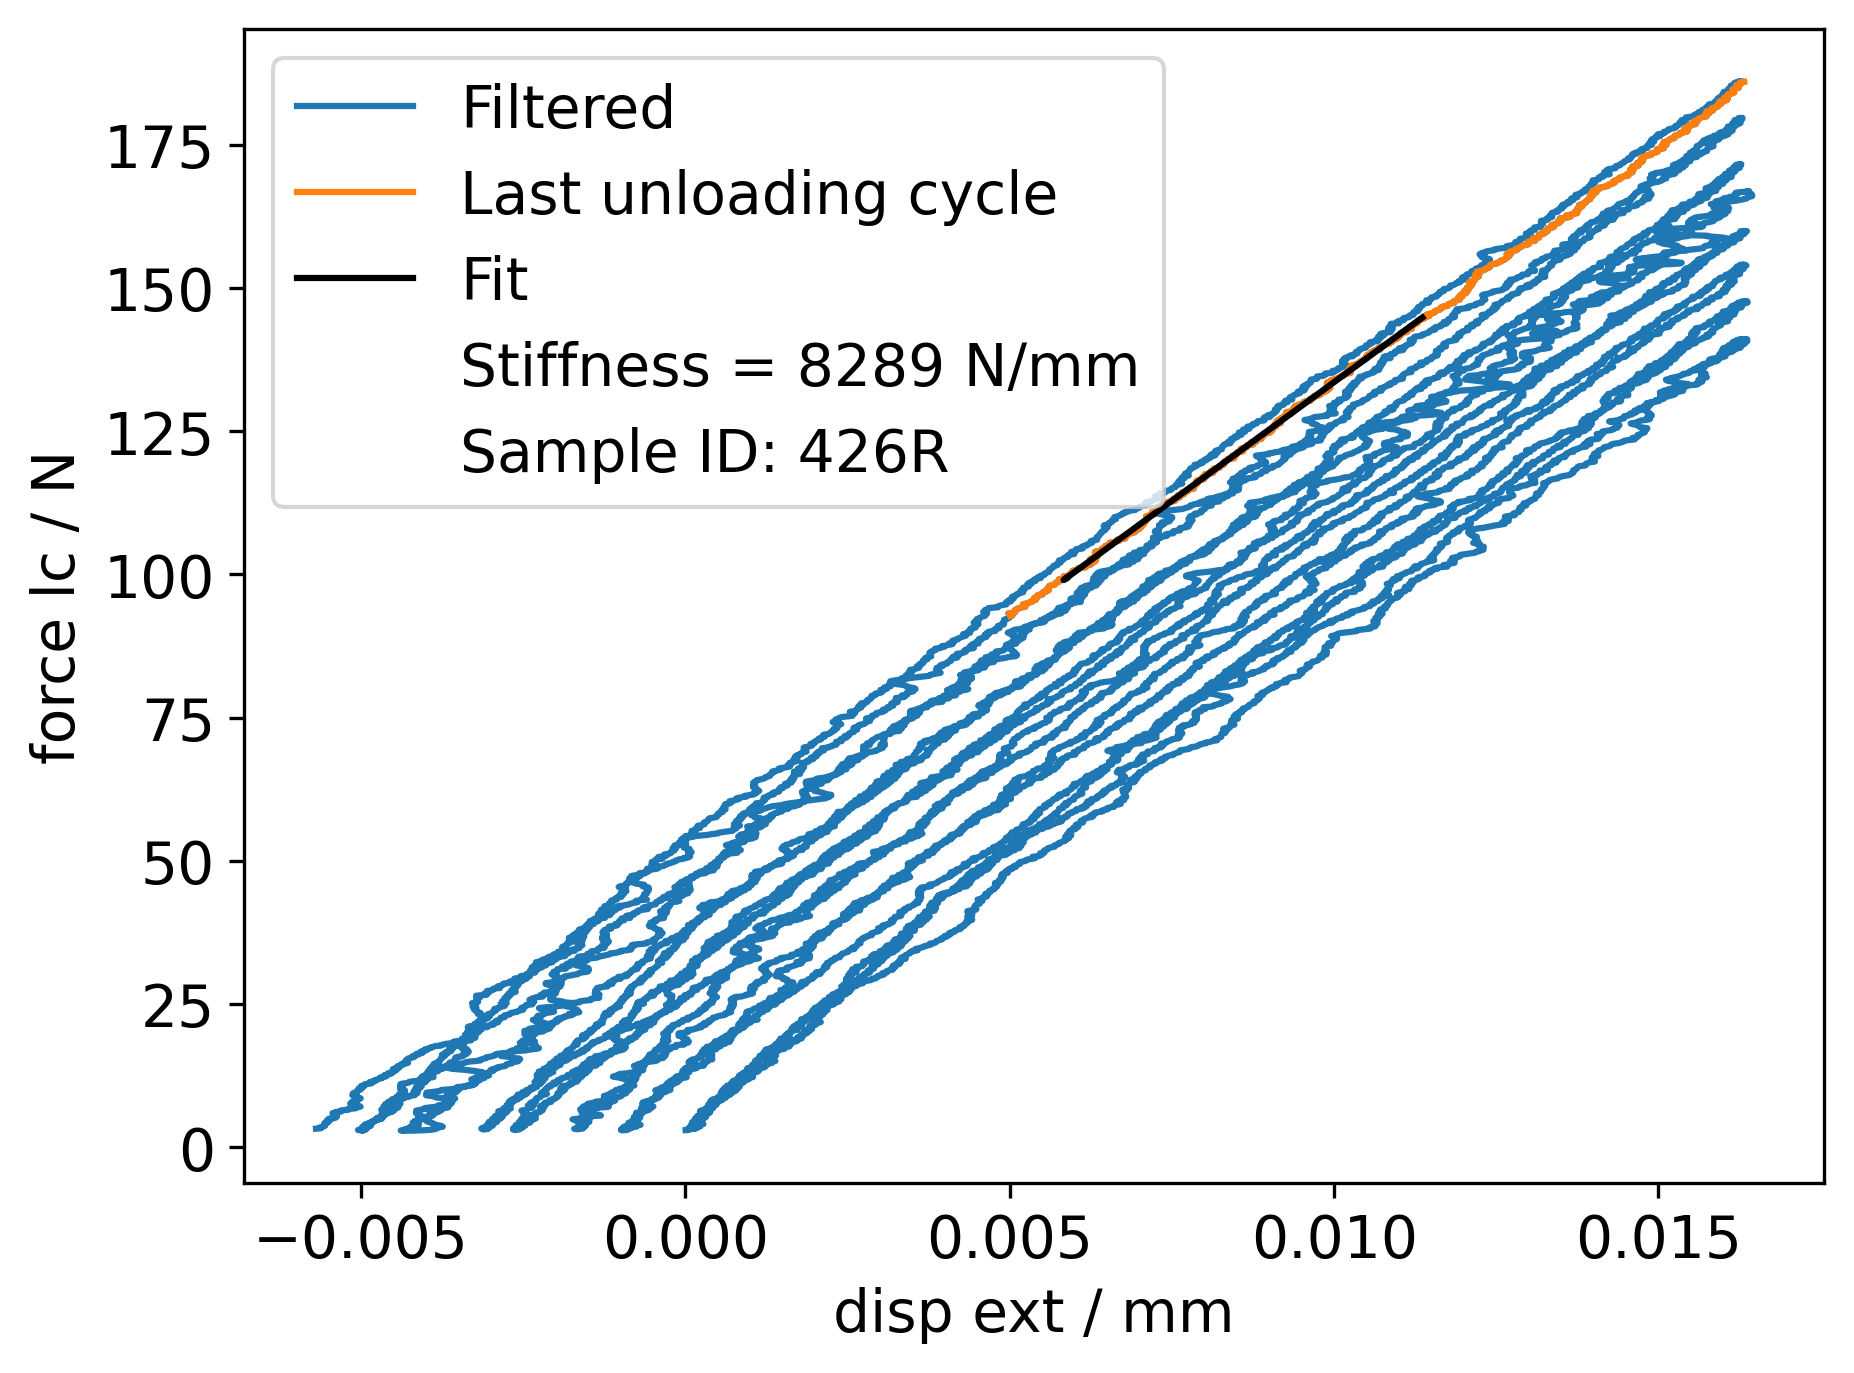 Filtered
Last unloading cycle
Fit
Stiffness = 8289 N/mm
Sample ID: 426R
175
150
125
100
75
50
25
0
force lc / N
−0.005 0.000 0.005 0.010 0.015
disp ext / mm